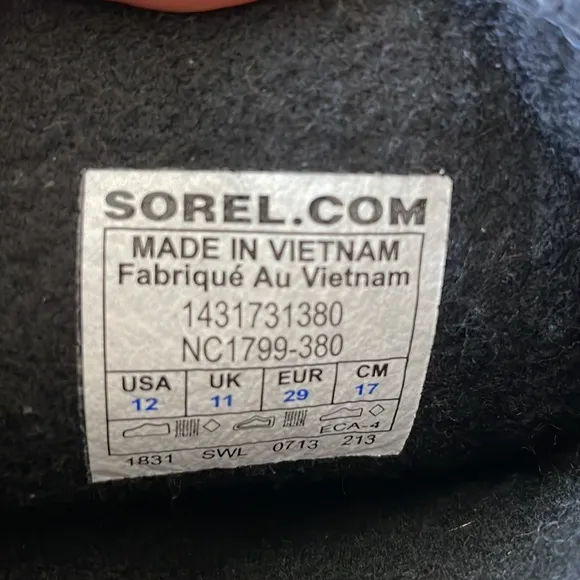 SOREL.COM
MADE IN VIETNAM
Fabriqué Au Vietnam
1431731380
NC1799-380
USA UK EUR CM
12 11 29 17
ECA-4
1831 SWL 0713 213